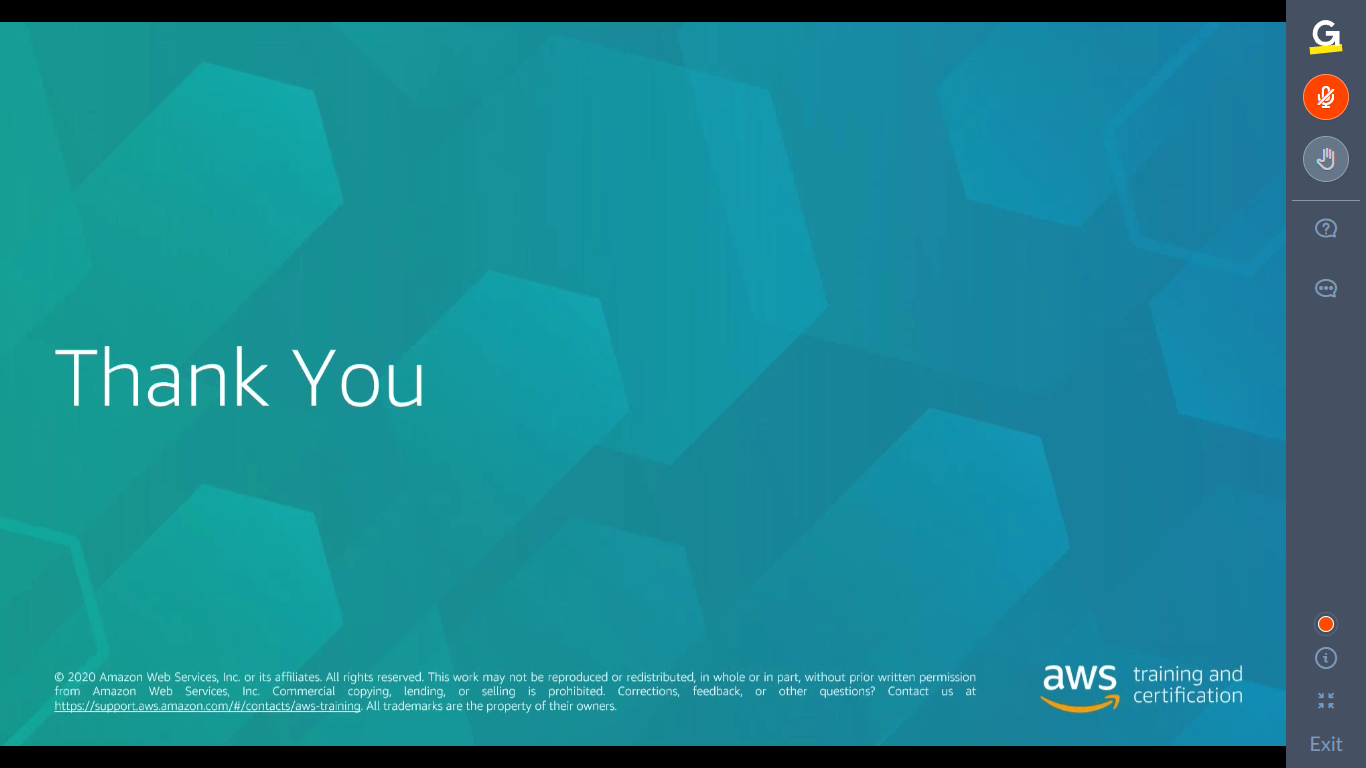 Thank You
© 2020 Amazon Web Services, Inc. or its affiliates. All rights reserved. This work may not be reproduced or redistributed, in whole or in part, without prior written permission
from Amazon Web Services, Inc. Commercial copying, lending, or selling is prohibited. Corrections, feedback, or other questions? Contact us at
https://support.aws.amazon.com/#/contacts/aws-training. All trademarks are the property of their owners.
aws training and
certification
G
Exit